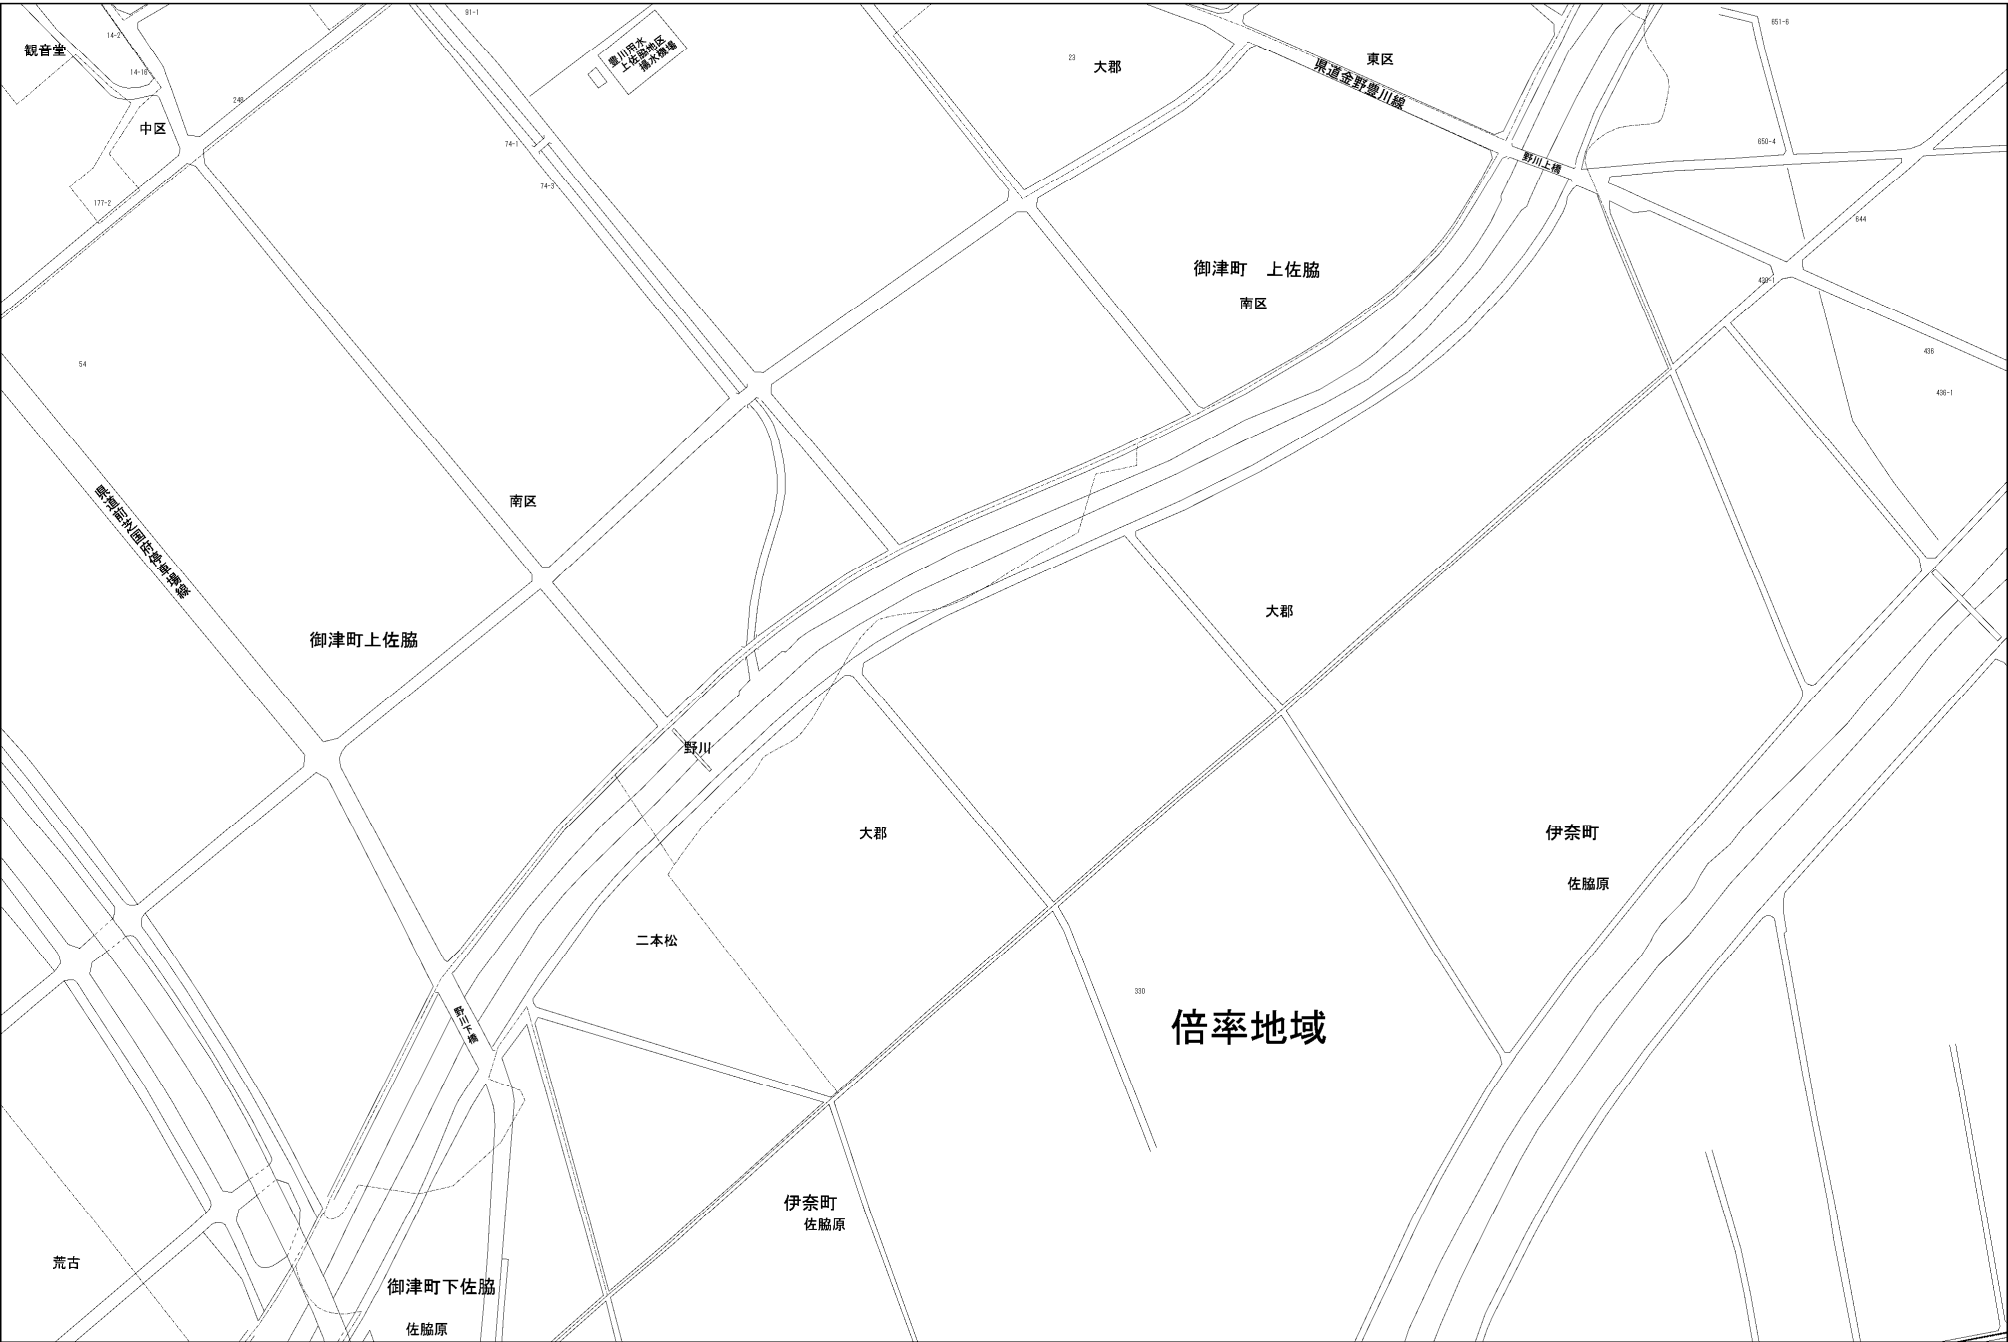 91-1
651-6
14-2
観音堂
豊川用水
上佐脇地区
揚水機場
23
大郡
東区
14-16
県道金野豊川線
248
中区
74-1
650-4
野川上橋
74-3
177-2
644
御津町 上佐脇
南区
439-1
436
54
436-1
南区
県道前芝国府停車場線
大郡
御津町上佐脇
野川
大郡
伊奈町
佐脇原
二本松
330
倍率地域
野川下橋
伊奈町
佐脇原
荒古
御津町下佐脇
佐脇原